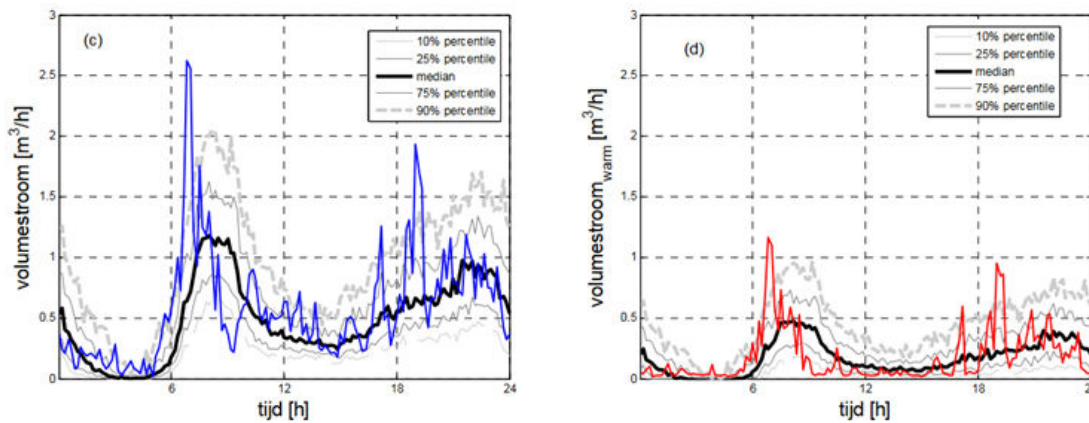 (c)
10% percentile
25% percentile
median
75% percentile
90% percentile
volumestroom [m³/h]
3
2.5
2
1.5
1
0.5
0
6
12
18
24
tijd [h]
(d)
10% percentile
25% percentile
median
75% percentile
90% percentile
volumestroom_warm [m³/h]
3
2.5
2
1.5
1
0.5
0
6
12
18
2
tijd [h]